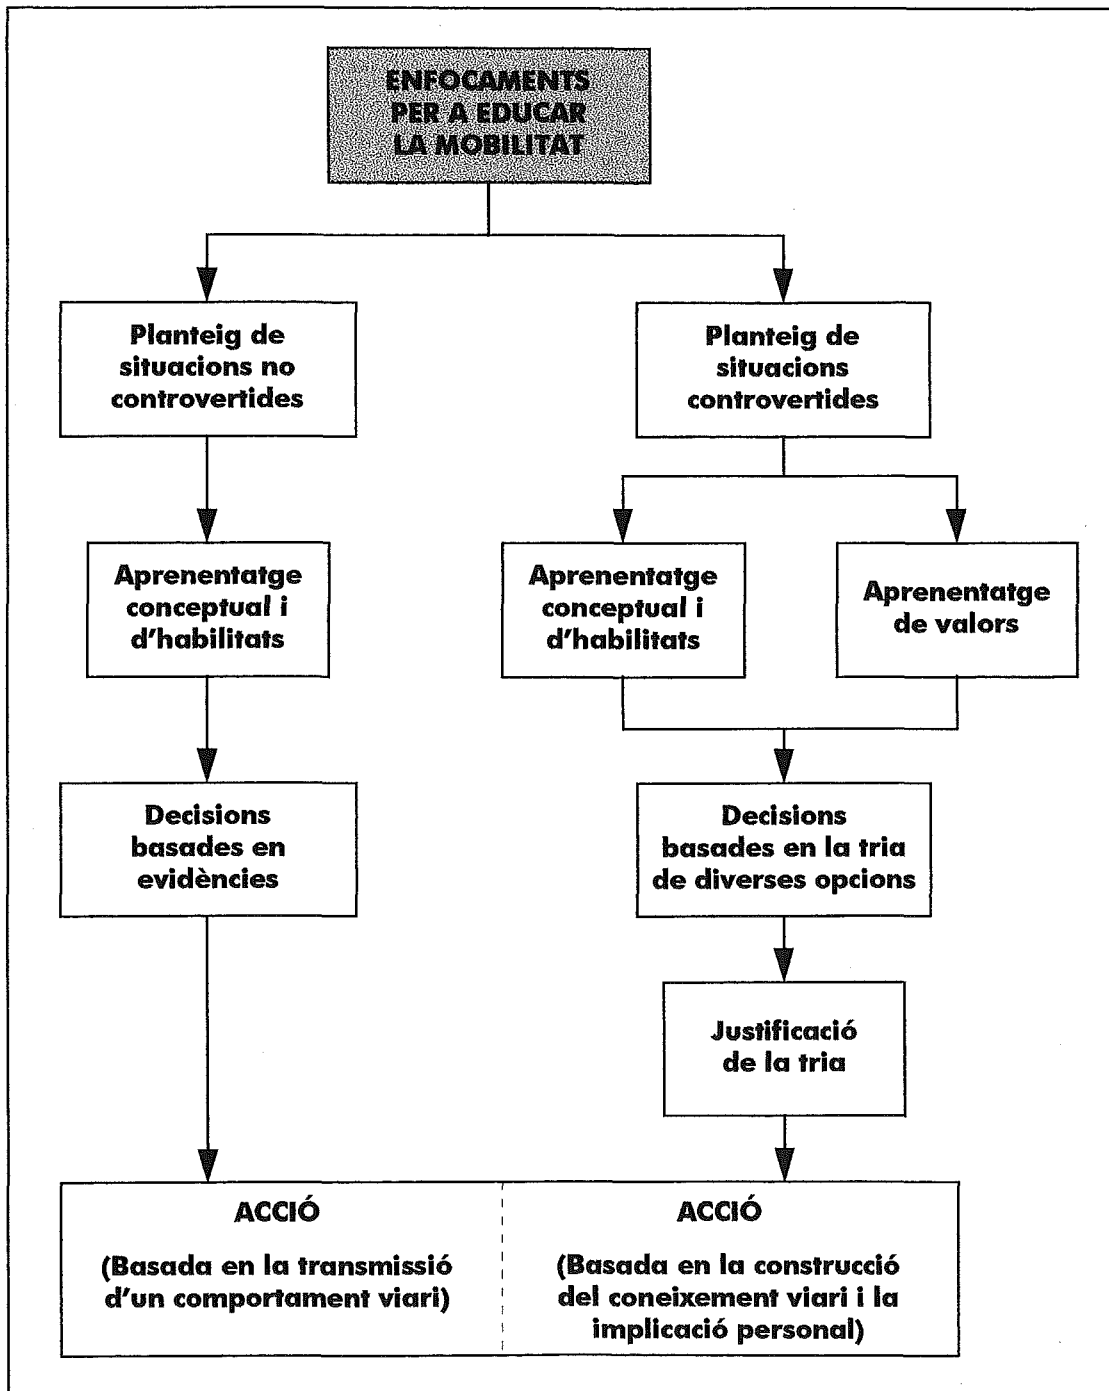 ENFOCAMENTS
PER A EDUCAR
LA MOBILITAT
Planteig de
situacions no
controvertides
Planteig de
situacions
controvertides
Aprenentatge
conceptual i
d'habilitats
Aprenentatge
conceptual i
d'habilitats
Aprenentatge
de valors
Decisions
basades en
evidències
Decisions
basades en la tria
de diverses opcions
Justificació
de la tria
ACCIÓ
(Basada en la transmissió
d'un comportament viari)
ACCIÓ
(Basada en la construcció
del coneixement viari i la
implicació personal)